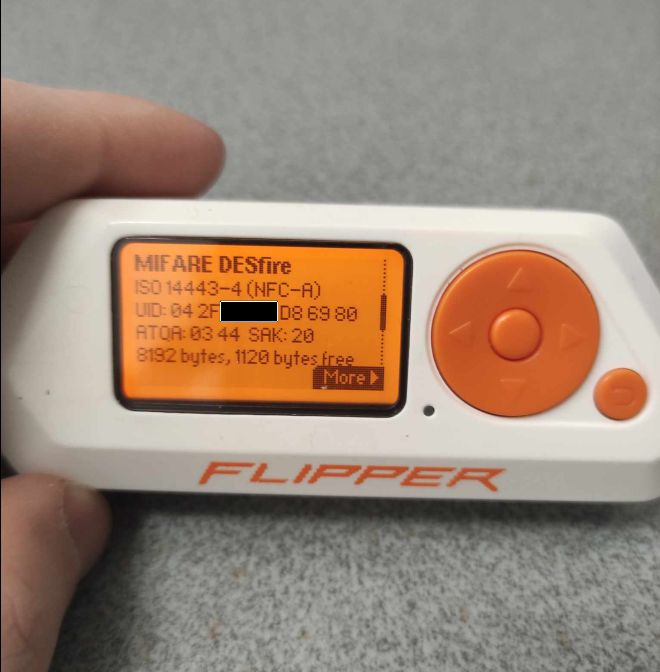 MIFARE DESfire
ISO 14443-4 (NFC-A)
UID: 04 2F D8 69 80
ATQA: 03 44 SAK: 20
8192 bytes, 1120 bytes free
More
FLIPPER